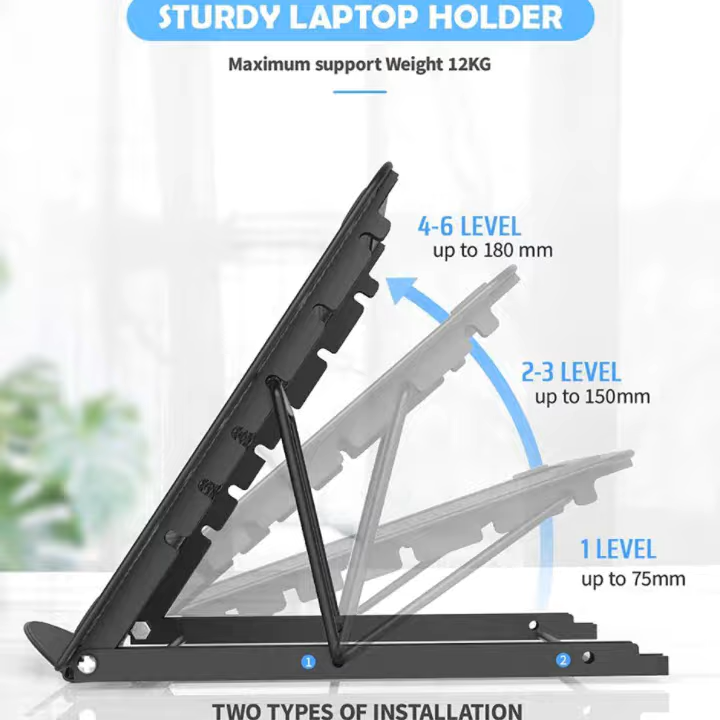 STURDY LAPTOP HOLDER
Maximum support Weight 12KG
4-6 LEVEL
up to 180 mm
2-3 LEVEL
up to 150mm
1 LEVEL
up to 75mm
1
2
TWO TYPES OF INSTALLATION